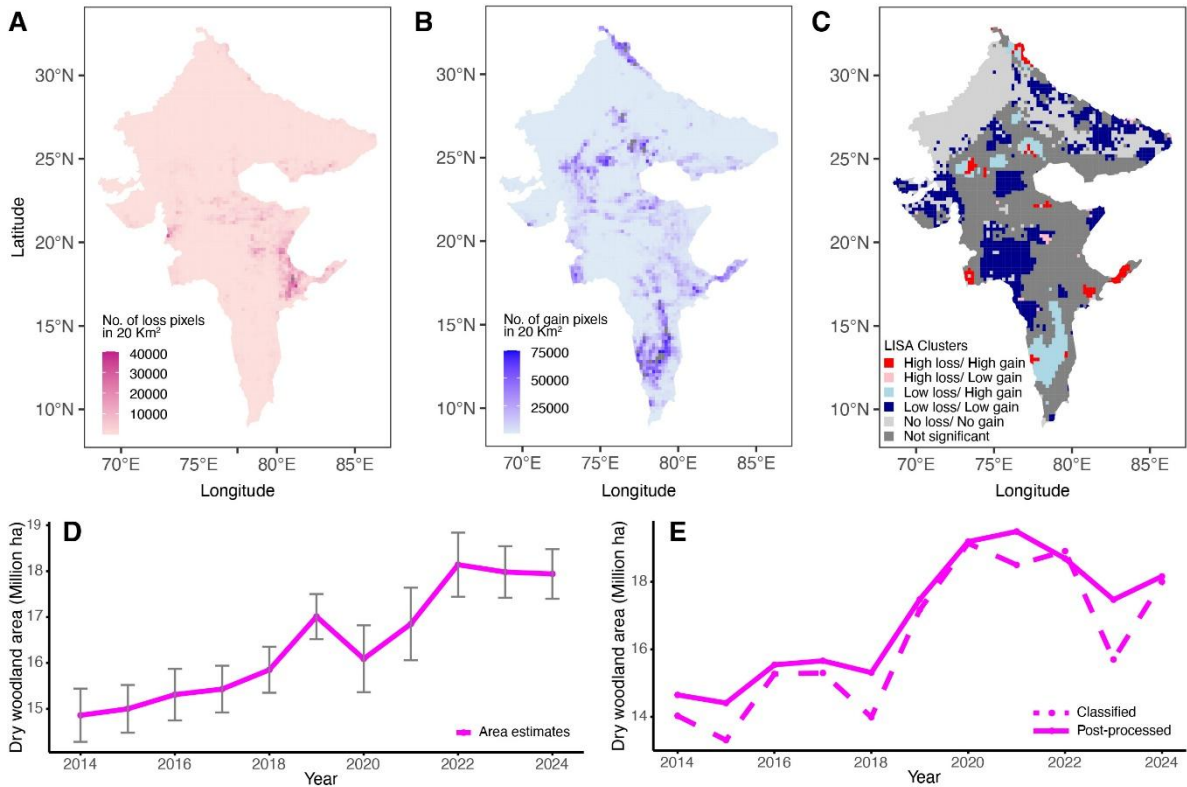 A
B
C
Latitude
30°N
25°N
20°N
15°N
10°N
No. of loss pixels
in 20 Km²
40000
30000
20000
10000
70°E
75°E
80°E
85°E
Longitude
30°N
25°N
20°N
15°N
10°N
No. of gain pixels
in 20 Km²
75000
50000
25000
70°E
75°E
80°E
85°E
Longitude
30°N
25°N
20°N
15°N
10°N
LISA Clusters
High loss/ High gain
High loss/ Low gain
Low loss/ High gain
Low loss/ Low gain
No loss/ No gain
Not significant
70°E
75°E
80°E
85°E
Longitude
D
Dry woodland area (Million ha)
19
18
17
16
15
Area estimates
2014
2016
2018
2020
2022
2024
Year
E
Dry woodland area (Million ha)
18
16
14
Classified
Post-processed
2014
2016
2018
2020
2022
2024
Year